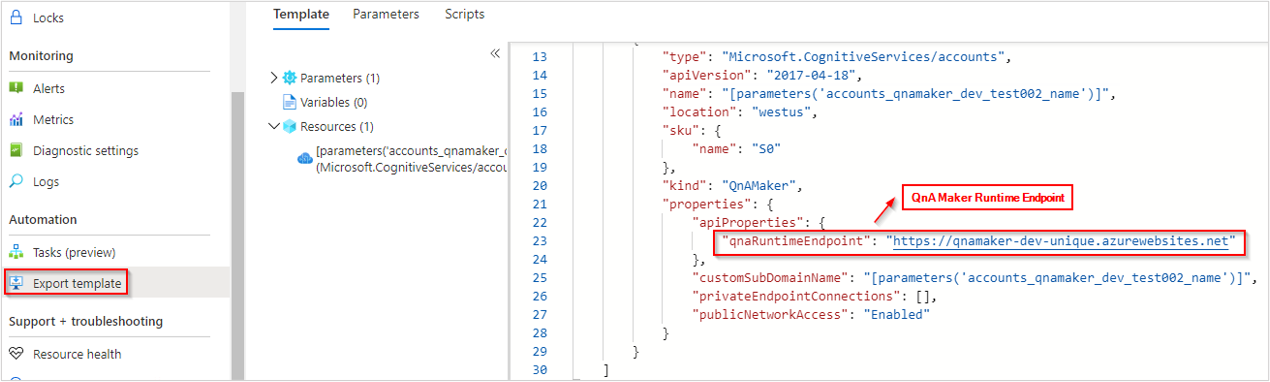 Locks
Monitoring
Alerts
Metrics
Diagnostic settings
Logs
Automation
Tasks (preview)
Export template
Support + troubleshooting
Resource health
Template Parameters Scripts
Parameters (1)
Variables (0)
Resources (1)
[parameters('accounts_qnamaker_
(Microsoft.CognitiveServices/accou
13 "type": "Microsoft.CognitiveServices/accounts",
14 "apiVersion": "2017-04-18",
15 "name": "[parameters('accounts_qnamaker_dev_test002_name')]",
16 "location": "westus",
17 "sku": {
18 "name": "S0"
19 },
20 "kind": "QnAMaker",
21 "properties": {
22 "apiProperties": {
23 "qnaRuntimeEndpoint": "https://qnamaker-dev-unique.azurewebsites.net"
24 },
25 "customSubDomainName": "[parameters('accounts_qnamaker_dev_test002_name')]",
26 "privateEndpointConnections": [],
27 "publicNetworkAccess": "Enabled"
28 }
29 }
30 ]
QnA Maker Runtime Endpoint